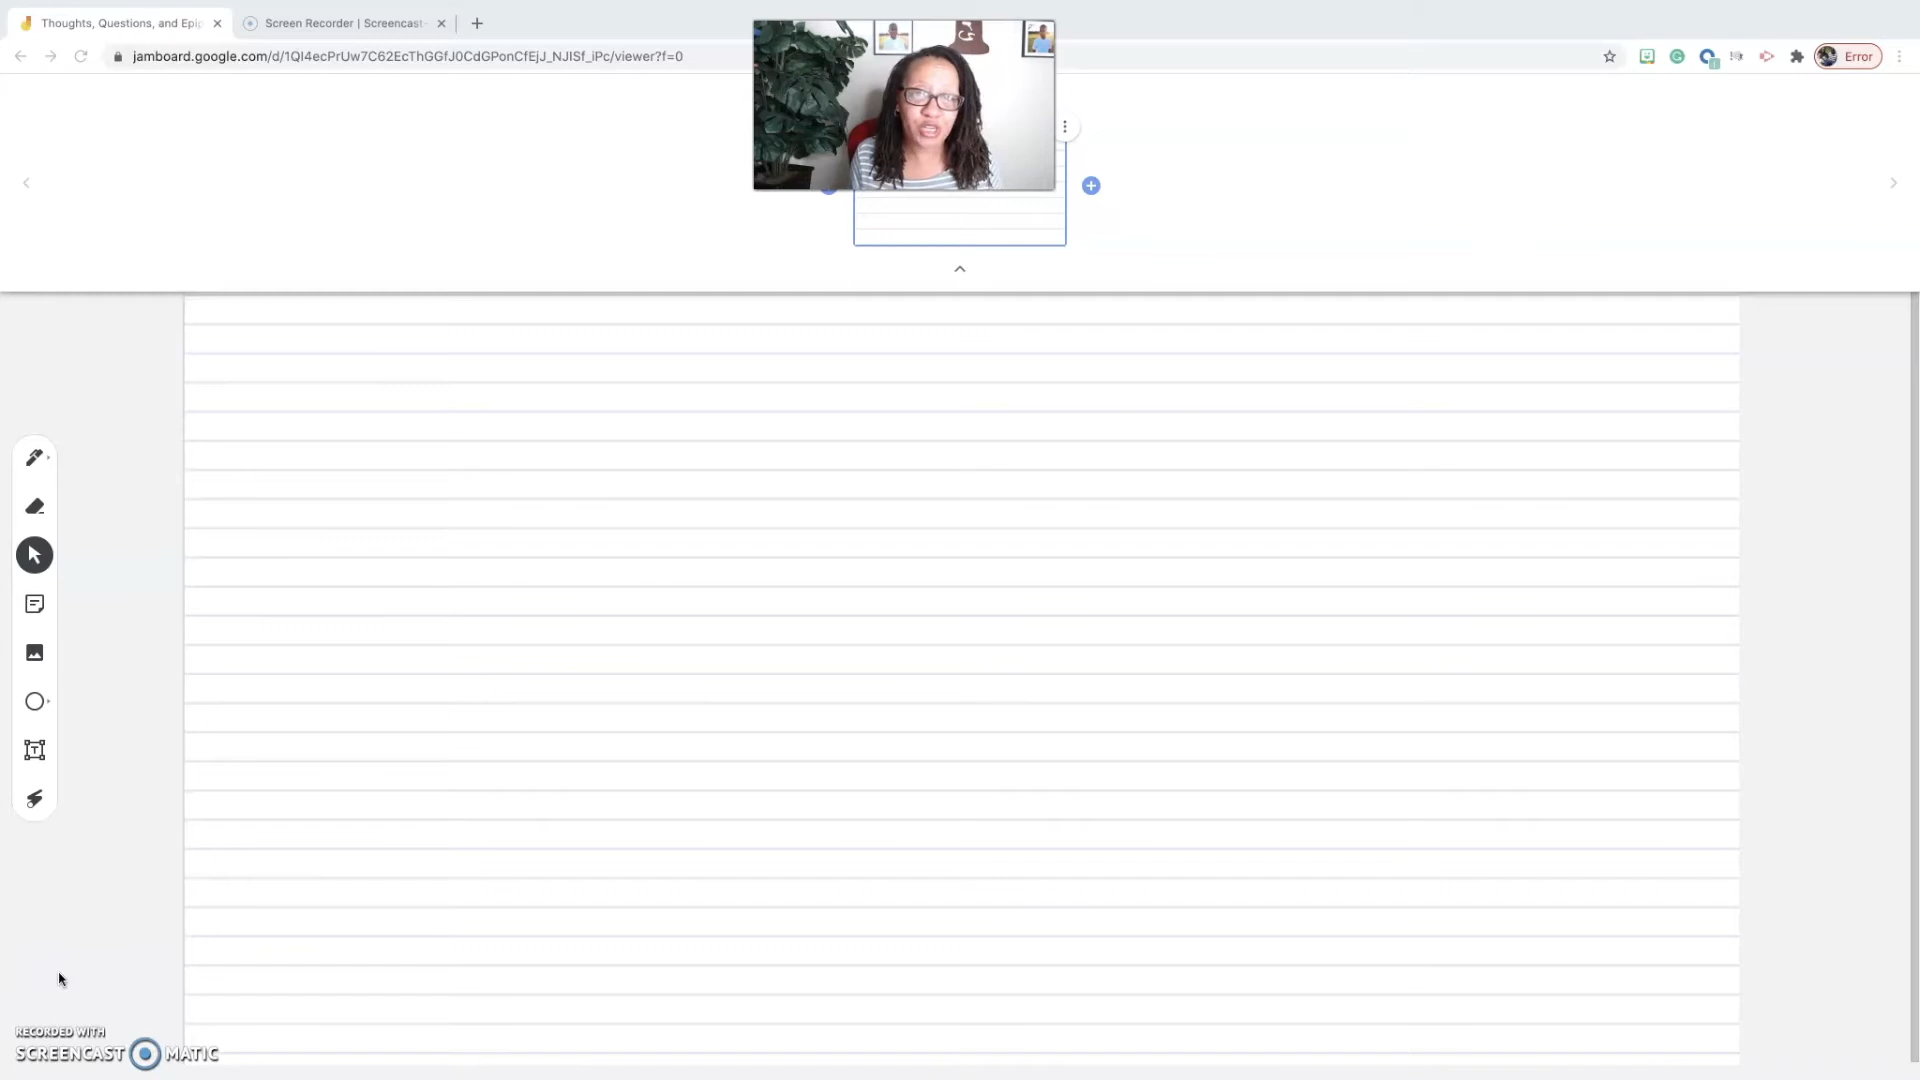 Thoughts, Questions, and Epip
Screen Recorder | Screencast-
jamboard.google.com/d/1QI4ecPrUw7C62EcThGGfJ0CdGPonCfEjJ_NJISf_iPc/viewer?f=0
Error
RECORDED WITH
SCREENCAST MATIC